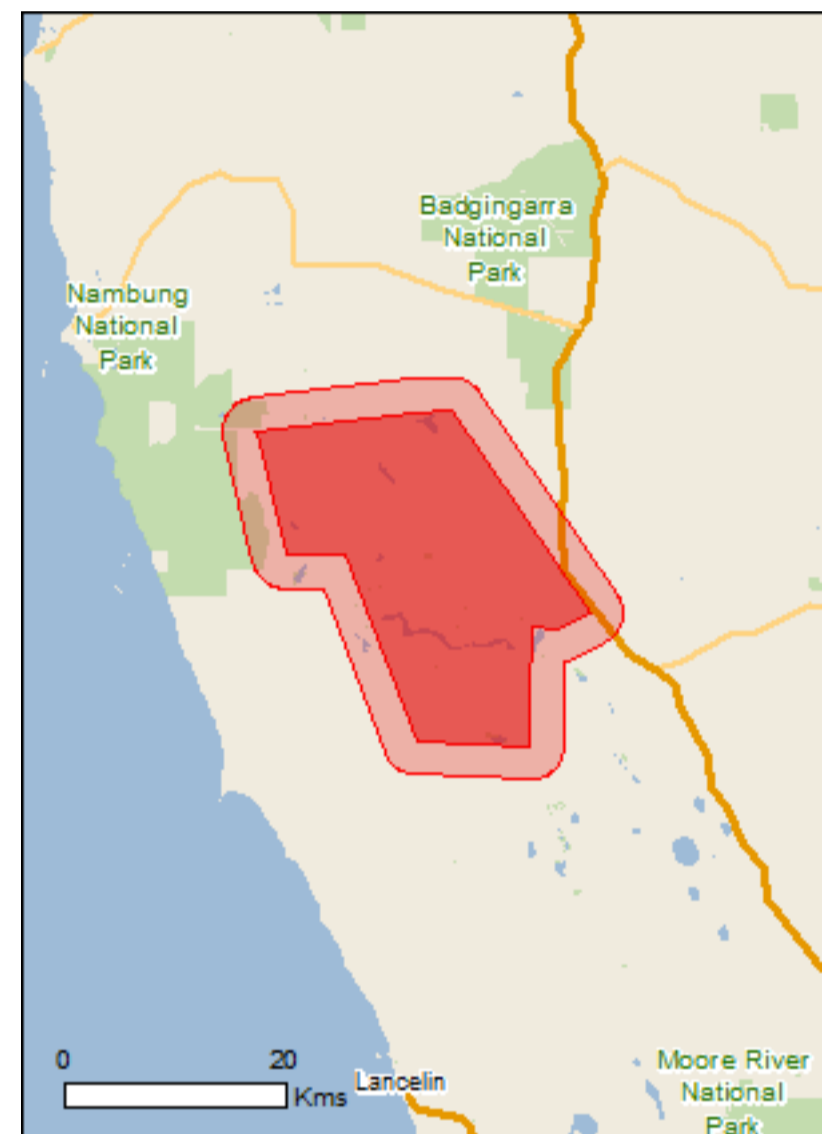 Badgingarra
National
Park
Nambung
National
Park
0 20
Kms
Lancelin
Moore River
National
Park